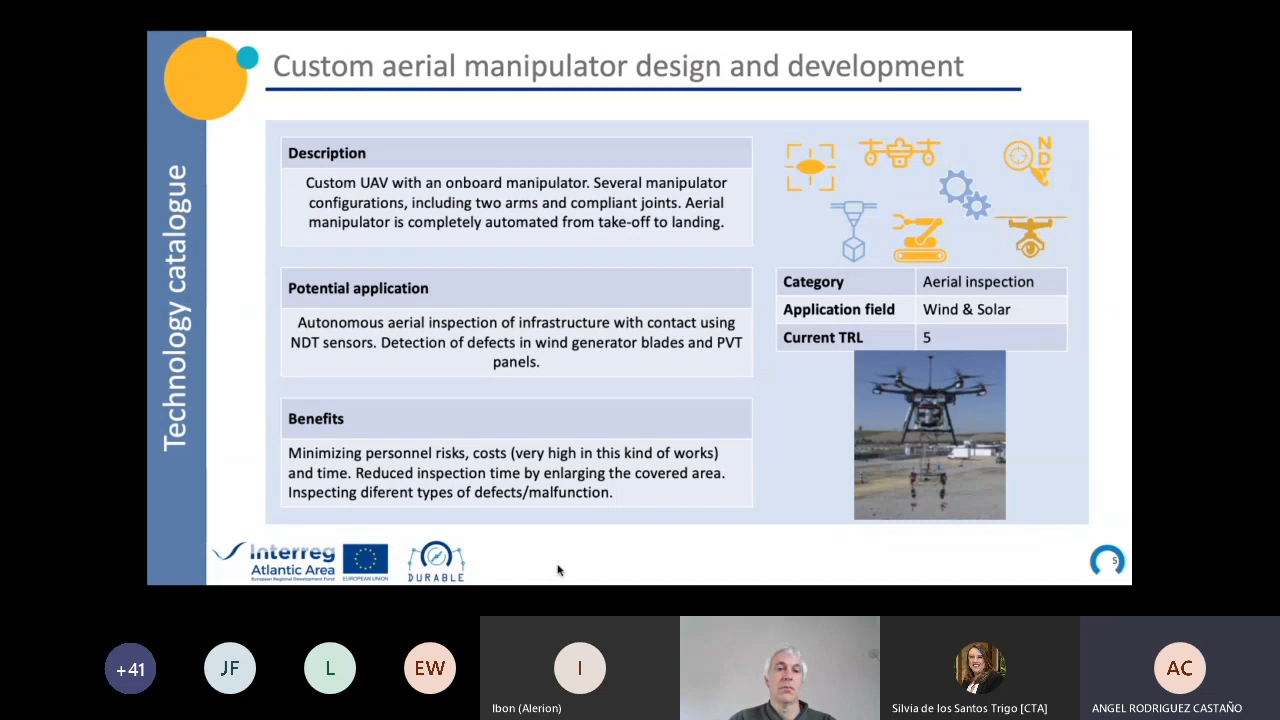 Custom aerial manipulator design and development
Technology catalogue
Description
Custom UAV with an onboard manipulator. Several manipulator
configurations, including two arms and compliant joints. Aerial
manipulator is completely automated from take-off to landing.
Potential application
Autonomous aerial inspection of infrastructure with contact using
NDT sensors. Detection of defects in wind generator blades and PVT
panels.
Benefits
Minimizing personnel risks, costs (very high in this kind of works)
and time. Reduced inspection time by enlarging the covered area.
Inspecting diferent types of defects/malfunction.
NDT
Category Aerial inspection
Application field Wind & Solar
Current TRL 5
Interreg
Atlantic Area
European Regional Development Fund
EUROPEAN UNION
DURABLE
5
+41
JF
L
EW
I
AC
Ibon (Alerion)
Silvia de los Santos Trigo [CTA]
ANGEL RODRIGUEZ CASTAÑO